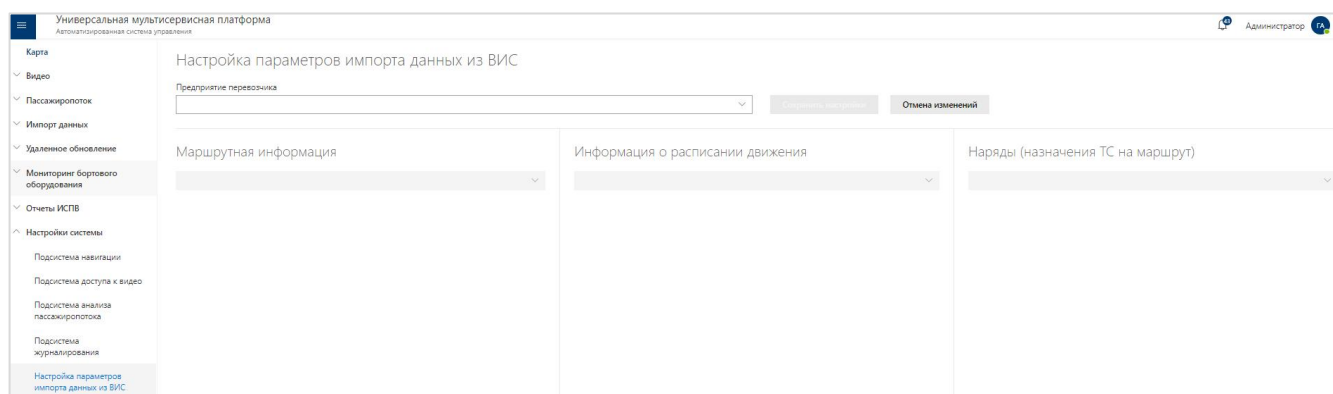 Универсальная мультисервисная платформа
Автоматизированная система управления
43
Администратор
ГА
Карта
Видео
Пассажиропоток
Импорт данных
Удаленное обновление
Мониторинг бортового
оборудования
Отчеты ИСПВ
Настройки системы
Подсистема навигации
Подсистема доступа к видео
Подсистема анализа
пассажиропотока
Подсистема
журналирования
Настройка параметров
импорта данных из ВИС
Настройка параметров импорта данных из ВИС
Предприятие перевозчика
Сохранить настройки
Отмена изменений
Маршрутная информация
Информация о расписании движения
Наряды (назначения ТС на маршрут)